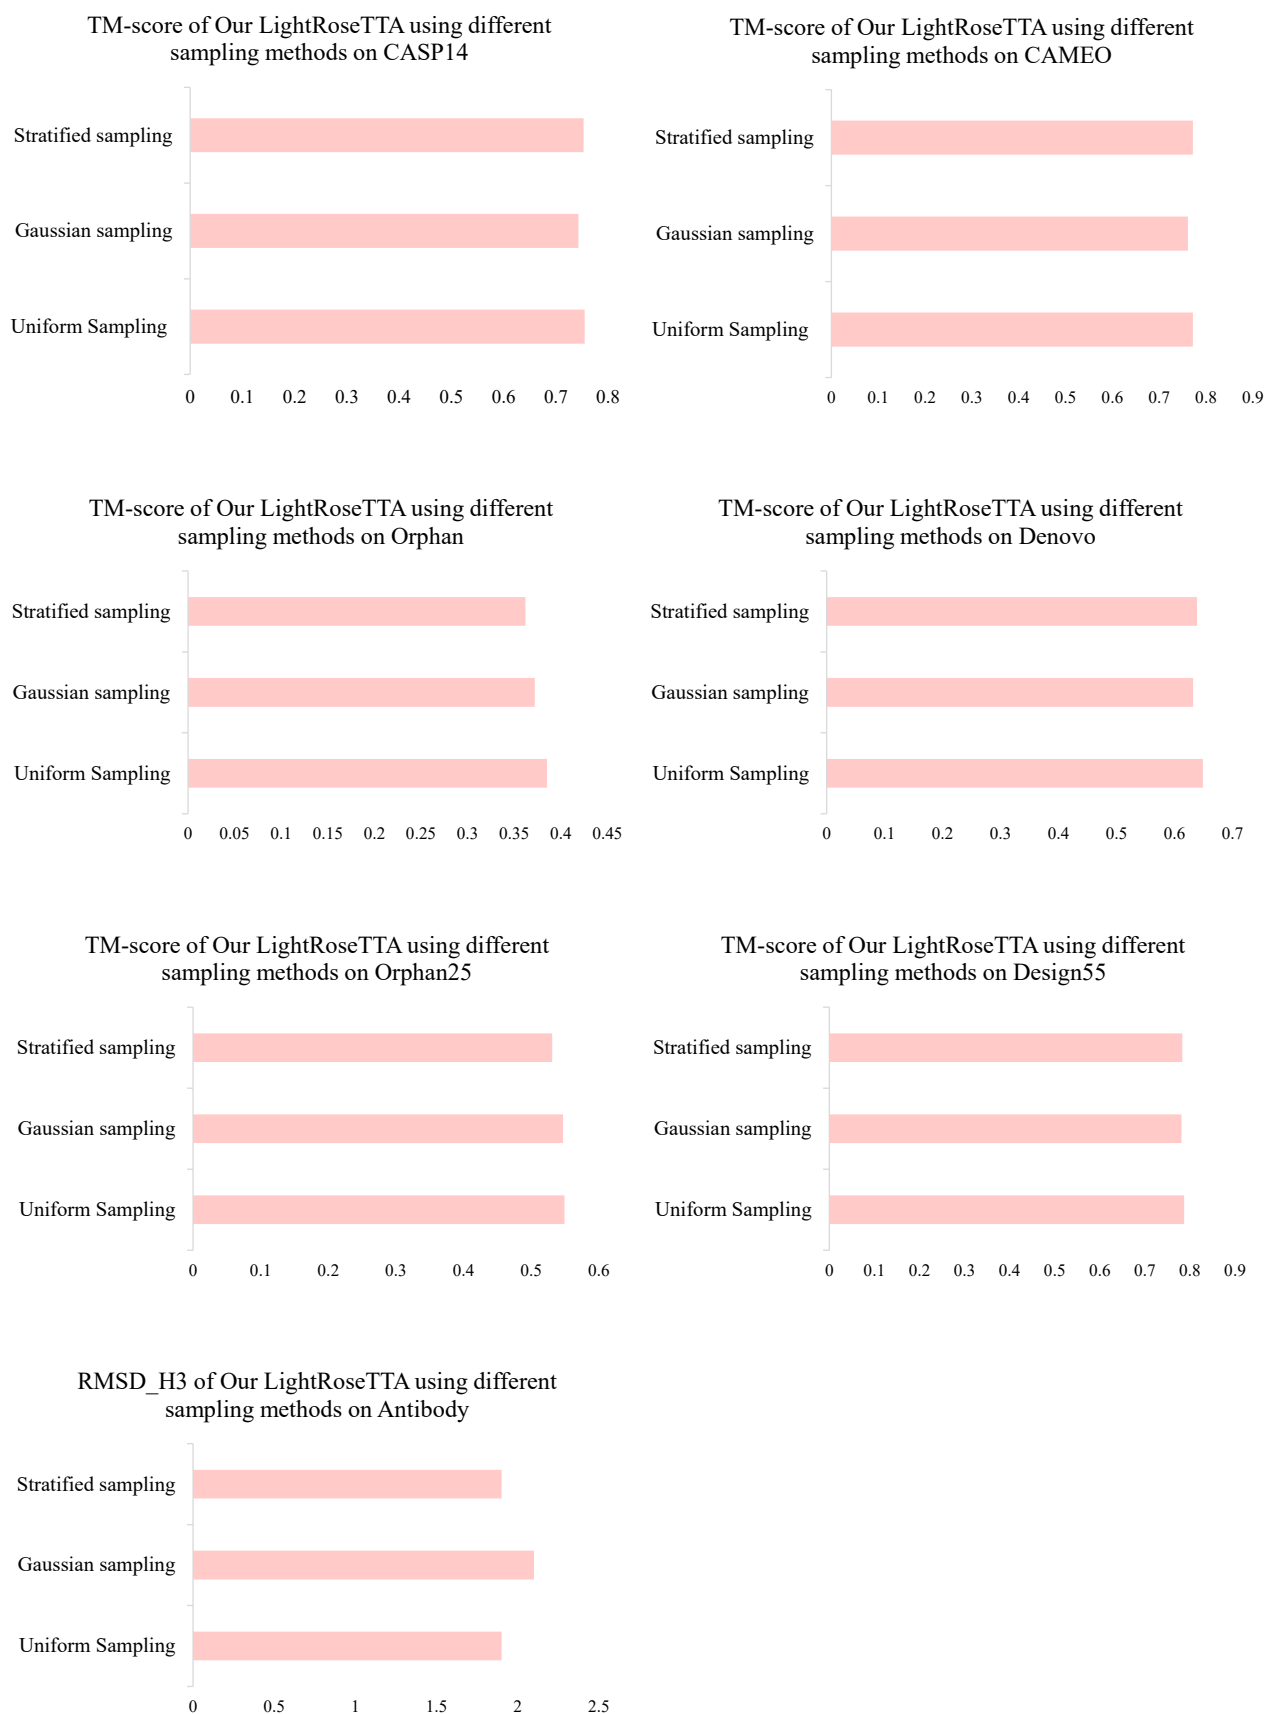 TM-score of Our LightRoseTTA using different
sampling methods on CASP14
Stratified sampling
Gaussian sampling
Uniform Sampling
0 0.1 0.2 0.3 0.4 0.5 0.6 0.7 0.8
TM-score of Our LightRoseTTA using different
sampling methods on CAMEO
Stratified sampling
Gaussian sampling
Uniform Sampling
0 0.1 0.2 0.3 0.4 0.5 0.6 0.7 0.8 0.9
TM-score of Our LightRoseTTA using different
sampling methods on Orphan
Stratified sampling
Gaussian sampling
Uniform Sampling
0 0.05 0.1 0.15 0.2 0.25 0.3 0.35 0.4 0.45
TM-score of Our LightRoseTTA using different
sampling methods on Denovo
Stratified sampling
Gaussian sampling
Uniform Sampling
0 0.1 0.2 0.3 0.4 0.5 0.6 0.7
TM-score of Our LightRoseTTA using different
sampling methods on Orphan25
Stratified sampling
Gaussian sampling
Uniform Sampling
0 0.1 0.2 0.3 0.4 0.5 0.6
TM-score of Our LightRoseTTA using different
sampling methods on Design55
Stratified sampling
Gaussian sampling
Uniform Sampling
0 0.1 0.2 0.3 0.4 0.5 0.6 0.7 0.8 0.9
RMSD_H3 of Our LightRoseTTA using different
sampling methods on Antibody
Stratified sampling
Gaussian sampling
Uniform Sampling
0 0.5 1 1.5 2 2.5